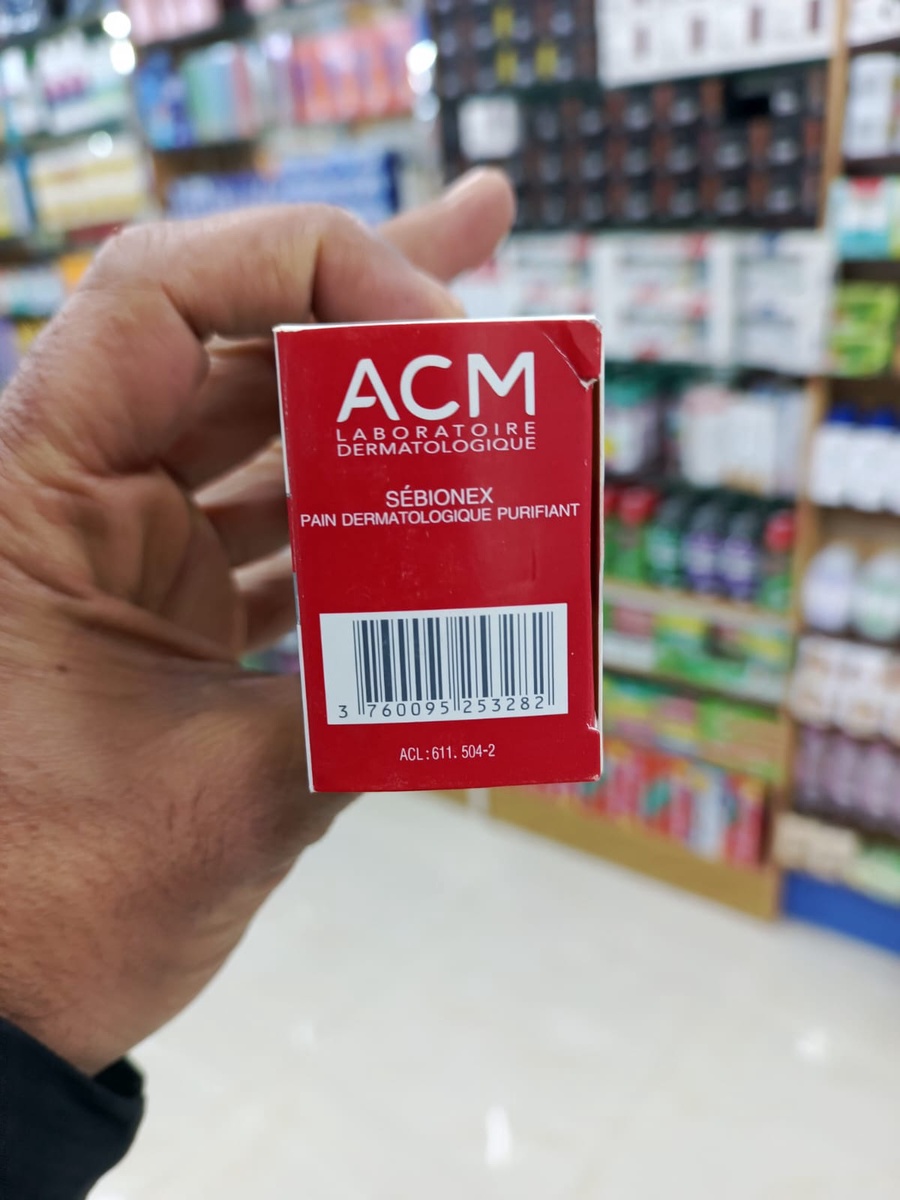 ACM
LABORATOIRE
DERMATOLOGIQUE
SÉBIONEX
PAIN DERMATOLOGIQUE PURIFIANT
3 760095 253282
ACL : 611. 504-2